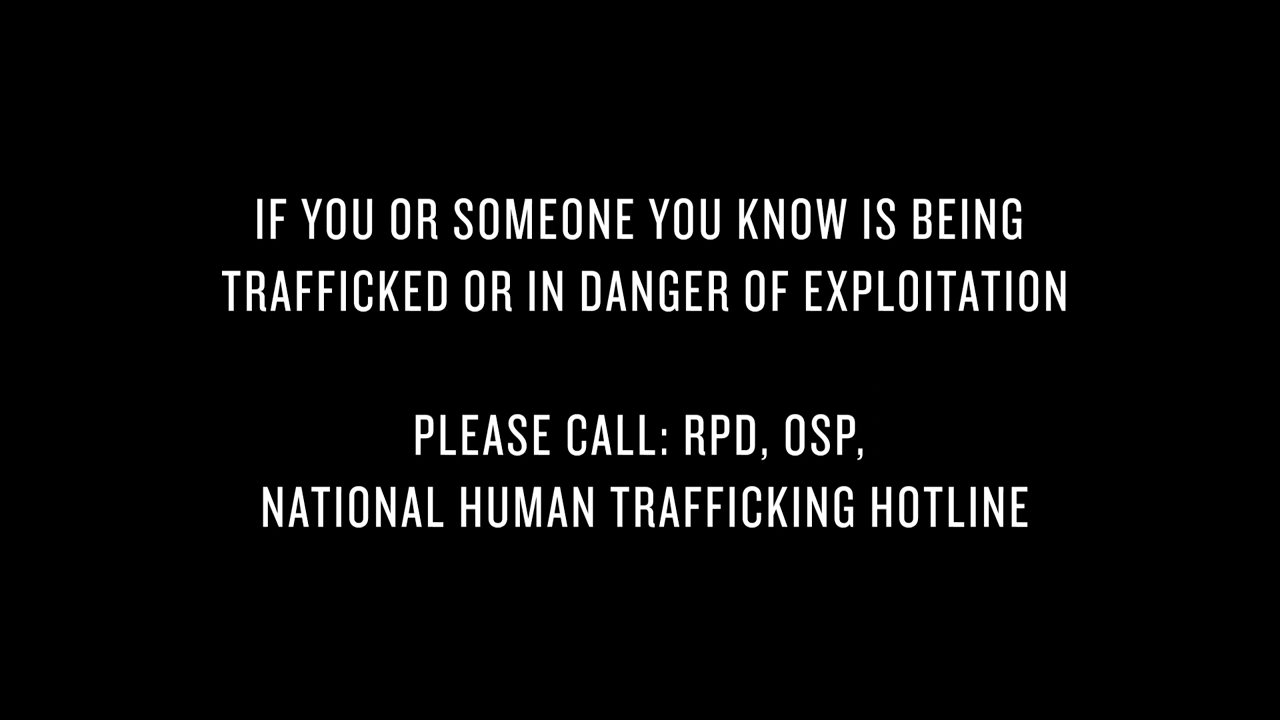 IF YOU OR SOMEONE YOU KNOW IS BEING
TRAFFICKED OR IN DANGER OF EXPLOITATION
PLEASE CALL: RPD, OSP,
NATIONAL HUMAN TRAFFICKING HOTLINE